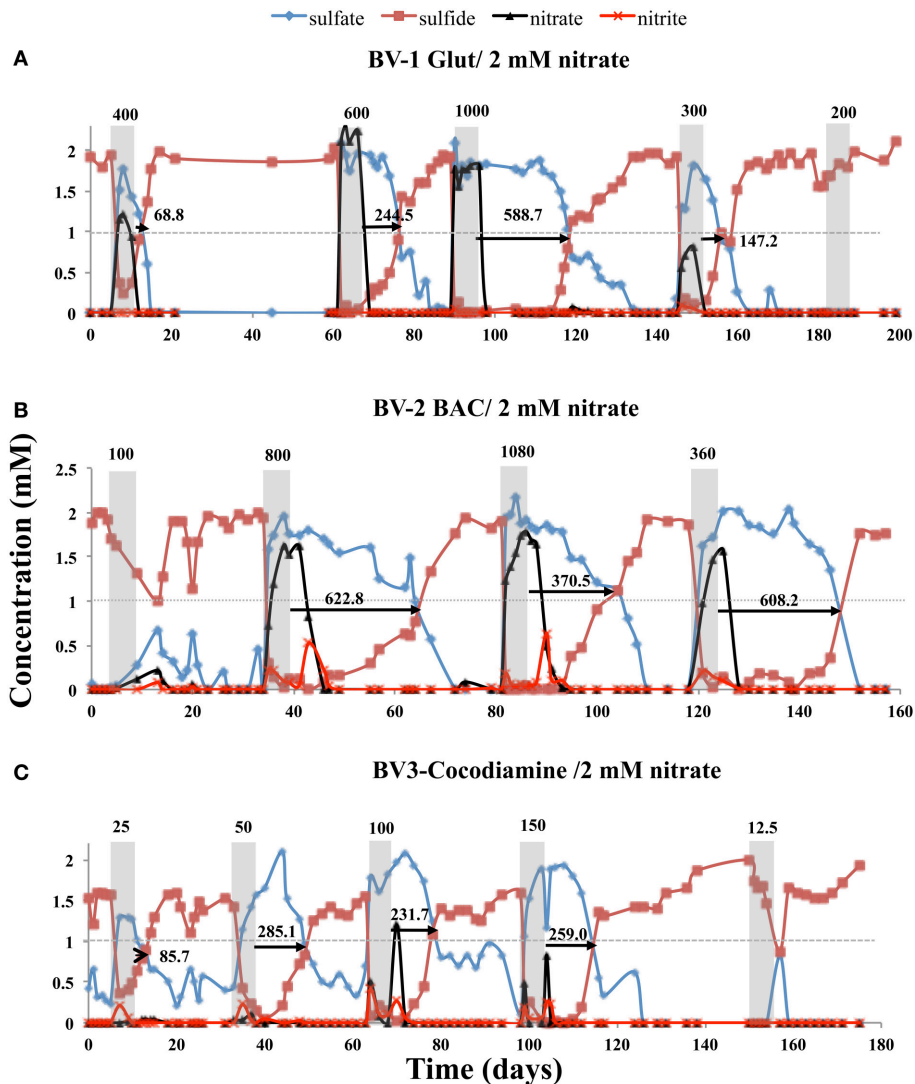 sulfate sulfide nitrate nitrite
A
BV-1 Glut/ 2 mM nitrate
400 600 1000 300 200
2
1.5
1
0.5
0
68.8 244.5 588.7 147.2
0 20 40 60 80 100 120 140 160 180 200
B
BV-2 BAC/ 2 mM nitrate
100 800 1080 360
2.5
2
1.5
1
0.5
0
622.8 370.5 608.2
0 20 40 60 80 100 120 140 160
Concentration (mM)
C
BV3-Cocodiamine /2 mM nitrate
25 50 100 150 12.5
2
1.5
1
0.5
0
85.7 285.1 231.7 259.0
0 20 40 60 80 100 120 140 160 180
Time (days)